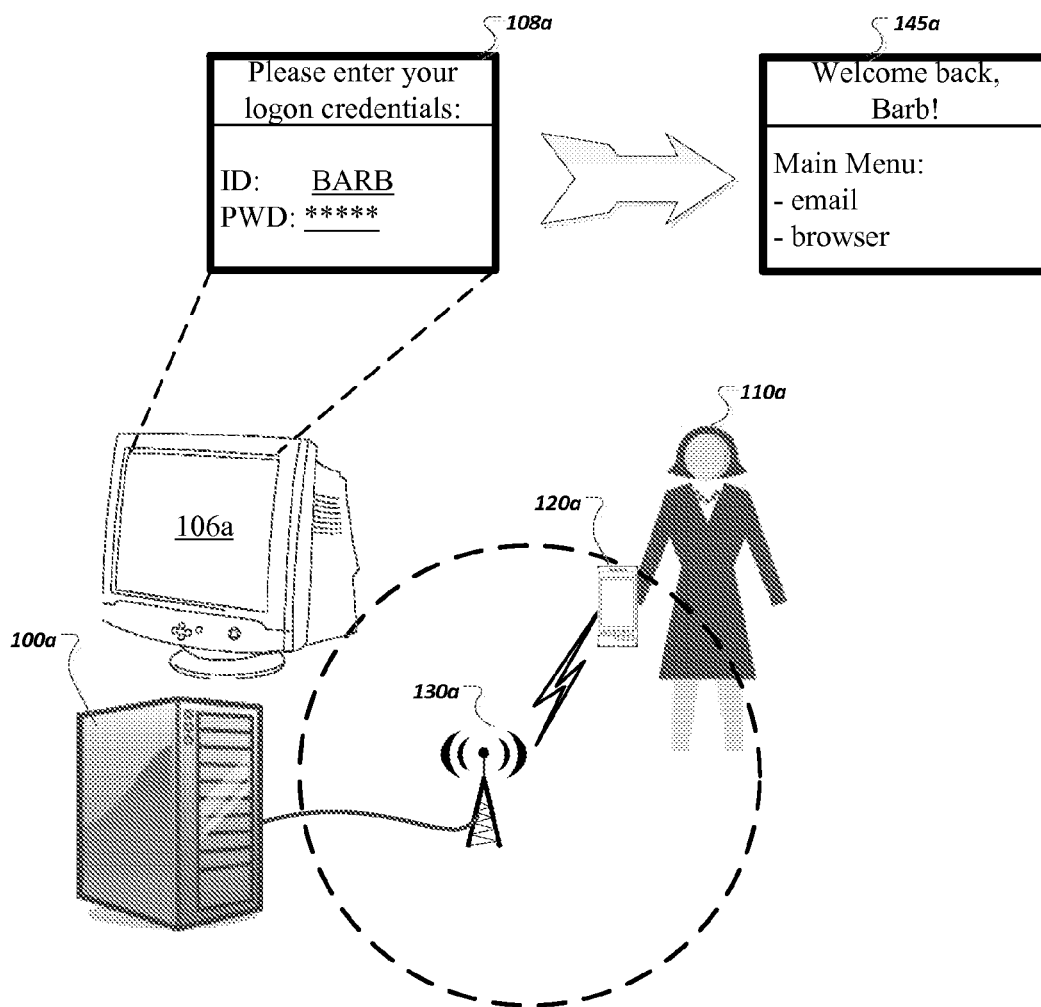 108a
145a
Please enter your
logon credentials:
ID: BARB
PWD: *****
Welcome back,
Barb!
Main Menu:
- email
- browser
110a
120a
106a
100a
130a